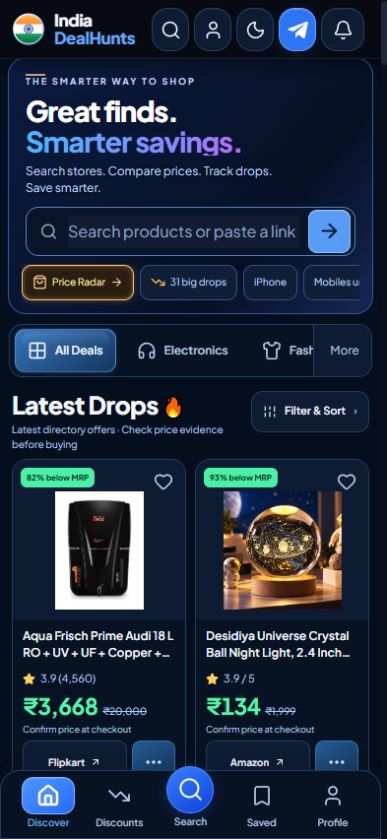 India
DealHunts
THE SMARTER WAY TO SHOP
Great finds.
Smarter savings.
Search stores. Compare prices. Track drops.
Save smarter.
Search products or paste a link
Price Radar → 31 big drops iPhone Mobiles u
All Deals Electronics Fash More
Latest Drops 🔥
Filter & Sort ›
Latest directory offers · Check price evidence
before buying
82% below MRP
93% below MRP
Aqua Frisch Prime Audi 18 L
RO + UV + UF + Copper +...
⭐ 3.9 (4,560)
₹3,668 ₹20,000
Confirm price at checkout
Flipkart ↗ •••
Desidiya Universe Crystal
Ball Night Light, 2.4 Inch...
⭐ 3.9 / 5
₹134 ₹1,999
Confirm price at checkout
Amazon ↗ •••
Discover Discounts Search Saved Profile